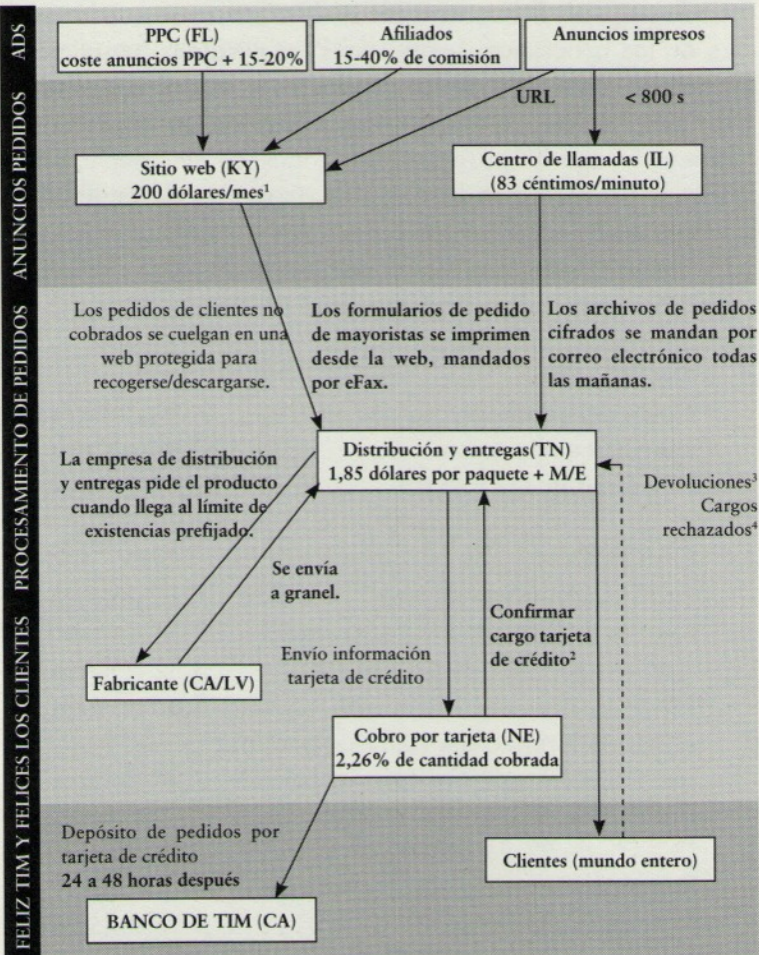 ADS
ANUNCIOS PEDIDOS
PROCESAMIENTO DE PEDIDOS
FELIZ TIM Y FELICES LOS CLIENTES
PPC (FL)
coste anuncios PPC + 15-20%
Afiliados
15-40% de comisión
Anuncios impresos
URL
< 800 s
Sitio web (KY)
200 dólares/mes¹
Centro de llamadas (IL)
(83 céntimos/minuto)
Los pedidos de clientes no
cobrados se cuelgan en una
web protegida para
recogerse/descargarse.
Los formularios de pedido
de mayoristas se imprimen
desde la web, mandados
por eFax.
Los archivos de pedidos
cifrados se mandan por
correo electrónico todas
las mañanas.
Distribución y entregas(TN)
1,85 dólares por paquete + M/E
La empresa de distribución
y entregas pide el producto
cuando llega al límite de
existencias prefijado.
Devoluciones³
Cargos
rechazados⁴
Se envía
a granel.
Confirmar
cargo tarjeta
de crédito²
Envío información
tarjeta de crédito
Fabricante (CA/LV)
Cobro por tarjeta (NE)
2,26% de cantidad cobrada
Depósito de pedidos por
tarjeta de crédito
24 a 48 horas después
Clientes (mundo entero)
BANCO DE TIM (CA)